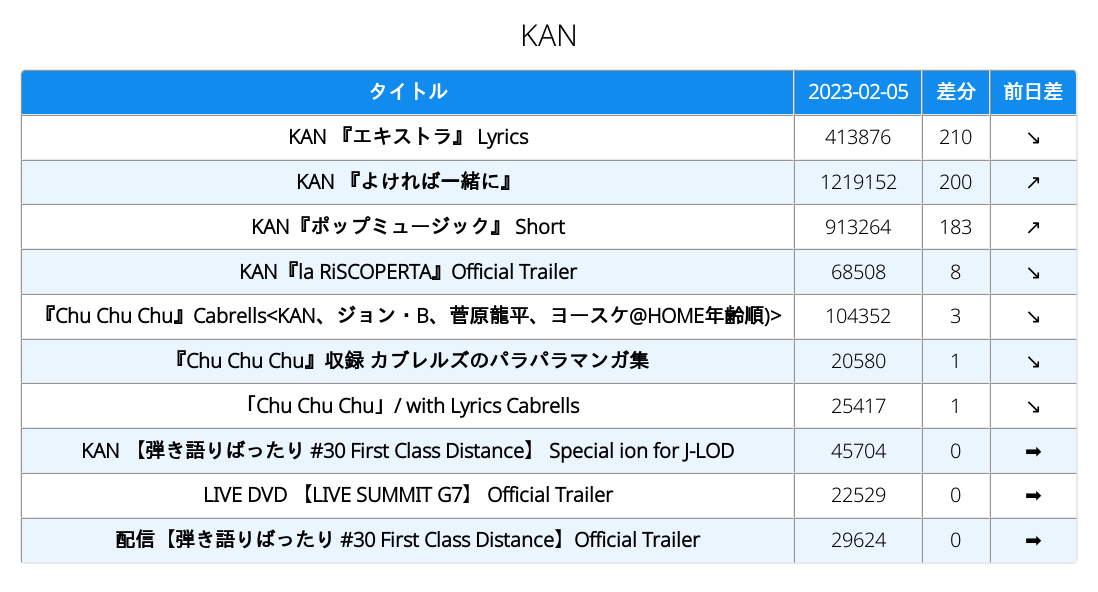 KAN
タイトル 2023-02-05 差分 前日差
KAN 『エキストラ』 Lyrics 413876 210 ↘
KAN 『よければ一緒に』 1219152 200 ↗
KAN『ポップミュージック』 Short 913264 183 ↗
KAN『la RiSCOPERTA』Official Trailer 68508 8 ↘
『Chu Chu Chu』Cabrells<KAN、ジョン・B、菅原龍平、ヨースケ@HOME年齢順)> 104352 3 ↘
『Chu Chu Chu』収録 カブレルズのパラパラマンガ集 20580 1 ↘
「Chu Chu Chu」/ with Lyrics Cabrells 25417 1 ↘
KAN 【弾き語りばったり #30 First Class Distance】 Special ion for J-LOD 45704 0 ➡
LIVE DVD 【LIVE SUMMIT G7】 Official Trailer 22529 0 ➡
配信【弾き語りばったり #30 First Class Distance】Official Trailer 29624 0 ➡